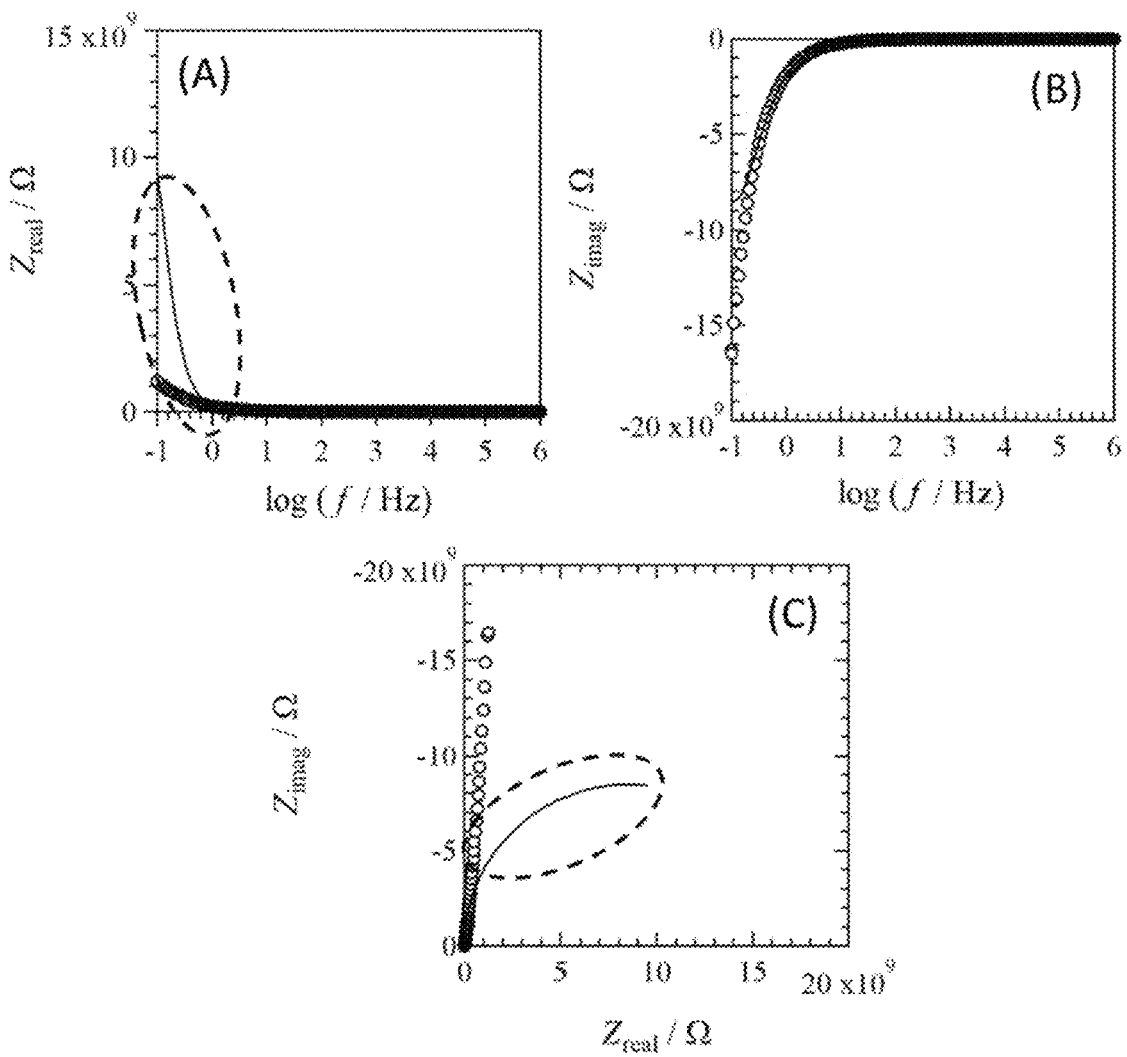 15 x10⁹
(A)
10
5
0
Z_real / Ω
-1 0 1 2 3 4 5 6
log (f / Hz)
0
(B)
-5
-10
-15
-20 x10⁹
Z_imag / Ω
-1 0 1 2 3 4 5 6
log (f / Hz)
-20 x10⁹
(C)
-15
-10
-5
0
Z_imag / Ω
0 5 10 15 20 x10⁹
Z_real / Ω